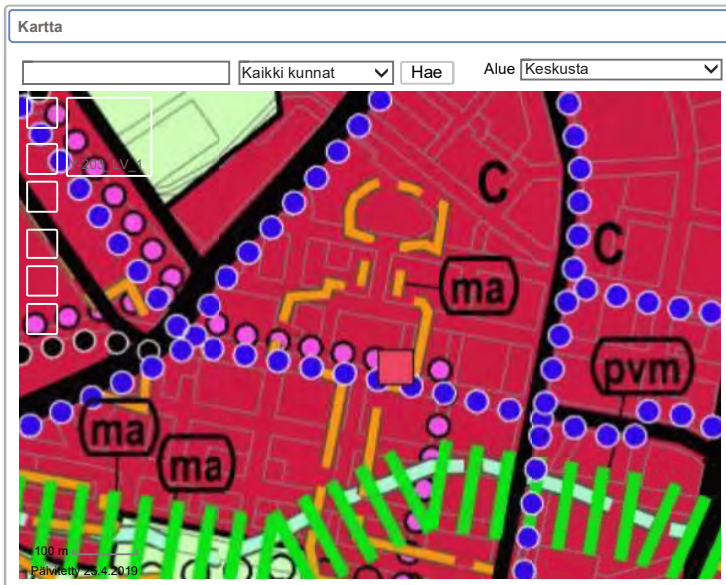 Kartta
Kaikki kunnat Hae Alue Keskusta
C
C
ma
pvm
ma
ma
100 m
Päivitetty 23.4.2019